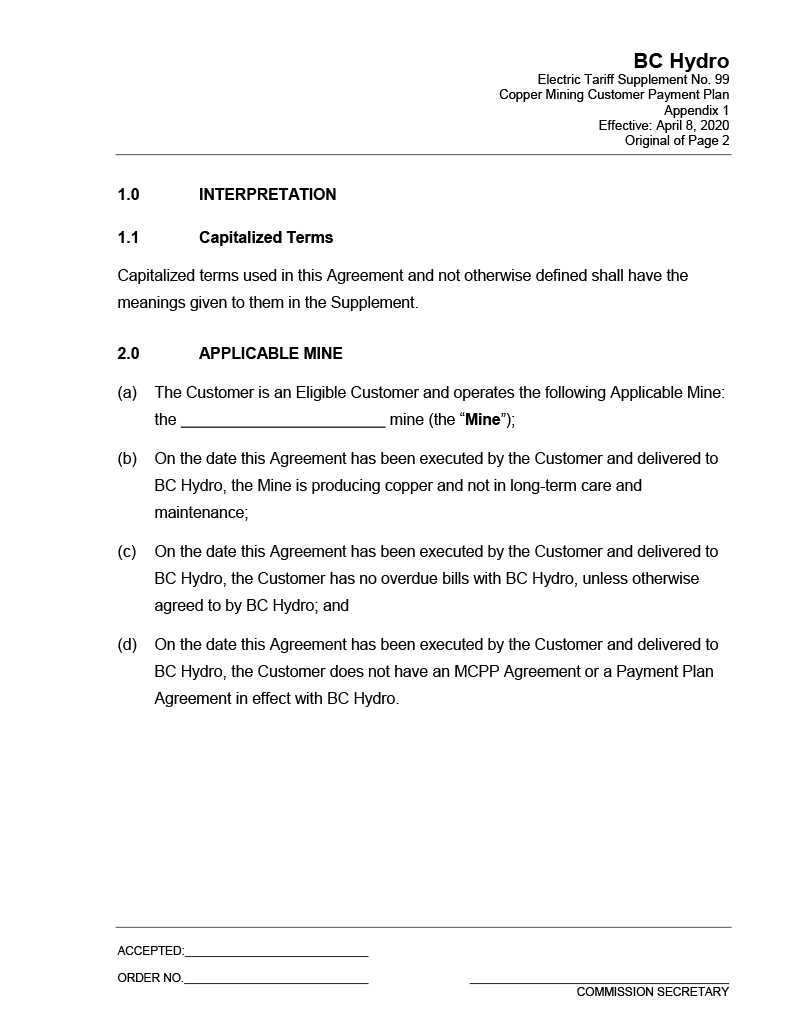 BC Hydro
Electric Tariff Supplement No. 99
Copper Mining Customer Payment Plan
Appendix 1
Effective: April 8, 2020
Original of Page 2
1.0 INTERPRETATION
1.1 Capitalized Terms
Capitalized terms used in this Agreement and not otherwise defined shall have the
meanings given to them in the Supplement.
2.0 APPLICABLE MINE
(a) The Customer is an Eligible Customer and operates the following Applicable Mine:
the ________________________ mine (the “Mine”);
(b) On the date this Agreement has been executed by the Customer and delivered to
BC Hydro, the Mine is producing copper and not in long-term care and
maintenance;
(c) On the date this Agreement has been executed by the Customer and delivered to
BC Hydro, the Customer has no overdue bills with BC Hydro, unless otherwise
agreed to by BC Hydro; and
(d) On the date this Agreement has been executed by the Customer and delivered to
BC Hydro, the Customer does not have an MCPP Agreement or a Payment Plan
Agreement in effect with BC Hydro.
ACCEPTED:___________________________
ORDER NO.___________________________
COMMISSION SECRETARY